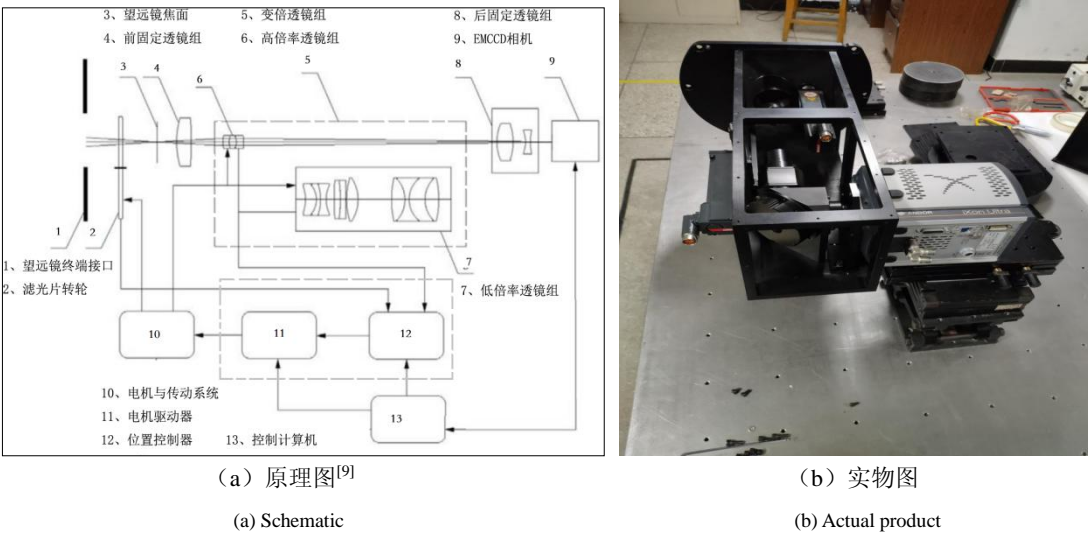 3、望远镜焦面
4、前固定透镜组
5、变倍透镜组
6、高倍率透镜组
8、后固定透镜组
9、EMCCD相机
3
4
6
5
8
9
1
2
7
1、望远镜终端接口
2、滤光片转轮
7、低倍率透镜组
10
11
12
13
10、电机与传动系统
11、电机驱动器
12、位置控制器
13、控制计算机
iXon Ultra
(a)原理图[9]
(b)实物图
(a) Schematic
(b) Actual product